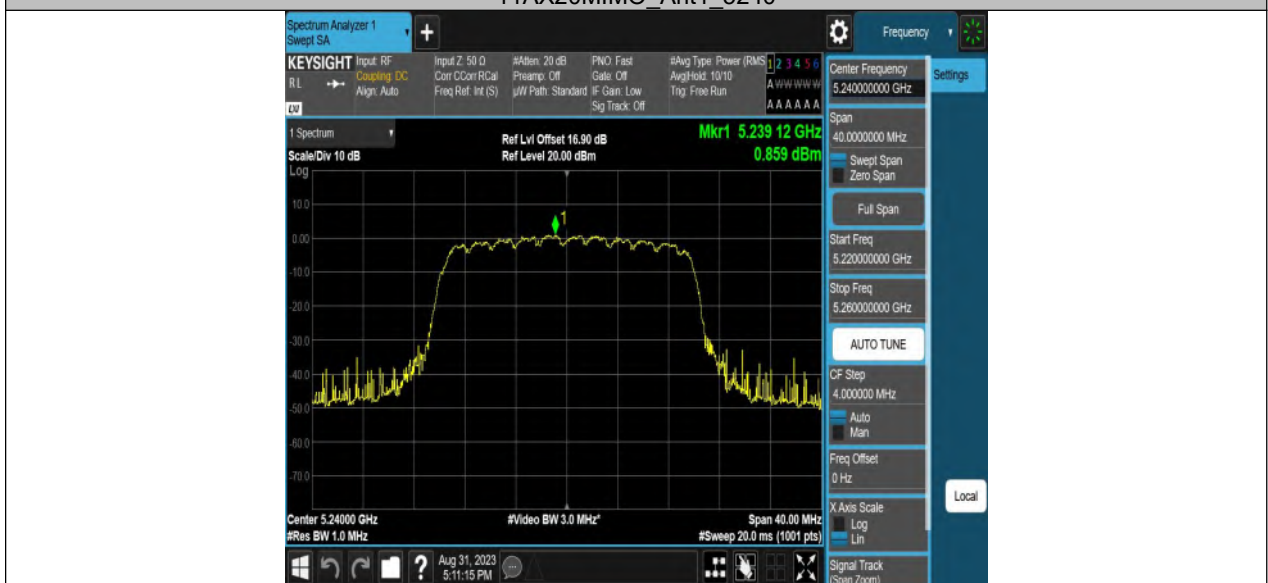 Spectrum Analyzer 1
Swept SA
+
Frequency
KEYSIGHT
RL
LXI
Input: RF
Coupling: DC
Align: Auto
Input Z: 50 Ω
Corr CCorr RCal
Freq Ref: Int (S)
#Atten: 20 dB
Preamp: Off
µW Path: Standard
PNO: Fast
Gate: Off
IF Gain: Low
Sig Track: Off
#Avg Type: Power (RMS
Avg|Hold: 10/10
Trig: Free Run
1 2 3 4 5 6
A W W W W W
A A A A A A
Center Frequency
5.240000000 GHz
Settings
Span
40.0000000 MHz
Swept Span
Zero Span
Full Span
Start Freq
5.220000000 GHz
Stop Freq
5.260000000 GHz
AUTO TUNE
CF Step
4.000000 MHz
Auto
Man
Freq Offset
0 Hz
X Axis Scale
Log
Lin
Signal Track
(Span Zoom)
Local
1 Spectrum
Scale/Div 10 dB
Log
Ref Lvl Offset 16.90 dB
Ref Level 20.00 dBm
Mkr1 5.239 12 GHz
0.859 dBm
1
10.0
0.00
-10.0
-20.0
-30.0
-40.0
-50.0
-60.0
-70.0
Center 5.24000 GHz
#Res BW 1.0 MHz
#Video BW 3.0 MHz*
Span 40.00 MHz
#Sweep 20.0 ms (1001 pts)
?
Aug 31, 2023
5:11:15 PM